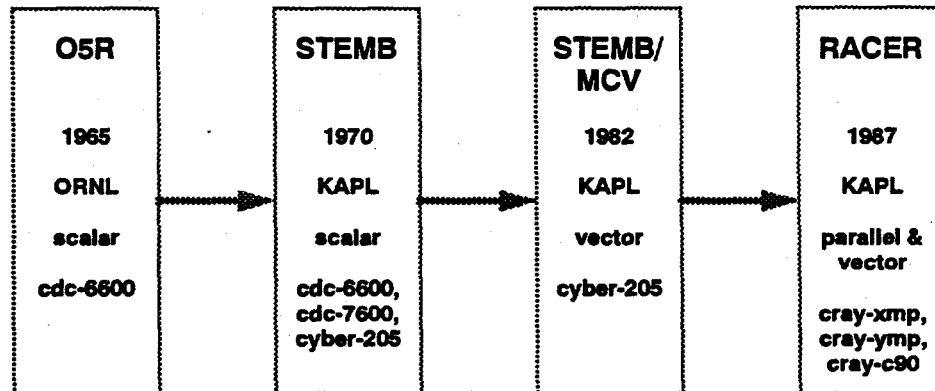 O5R
1965
ORNL
scalar
cdc-6600
STEMB
1970
KAPL
scalar
cdc-6600,
cdc-7600,
cyber-205
STEMB/
MCV
1982
KAPL
vector
cyber-205
RACER
1987
KAPL
parallel &
vector
cray-xmp,
cray-ymp,
cray-c90